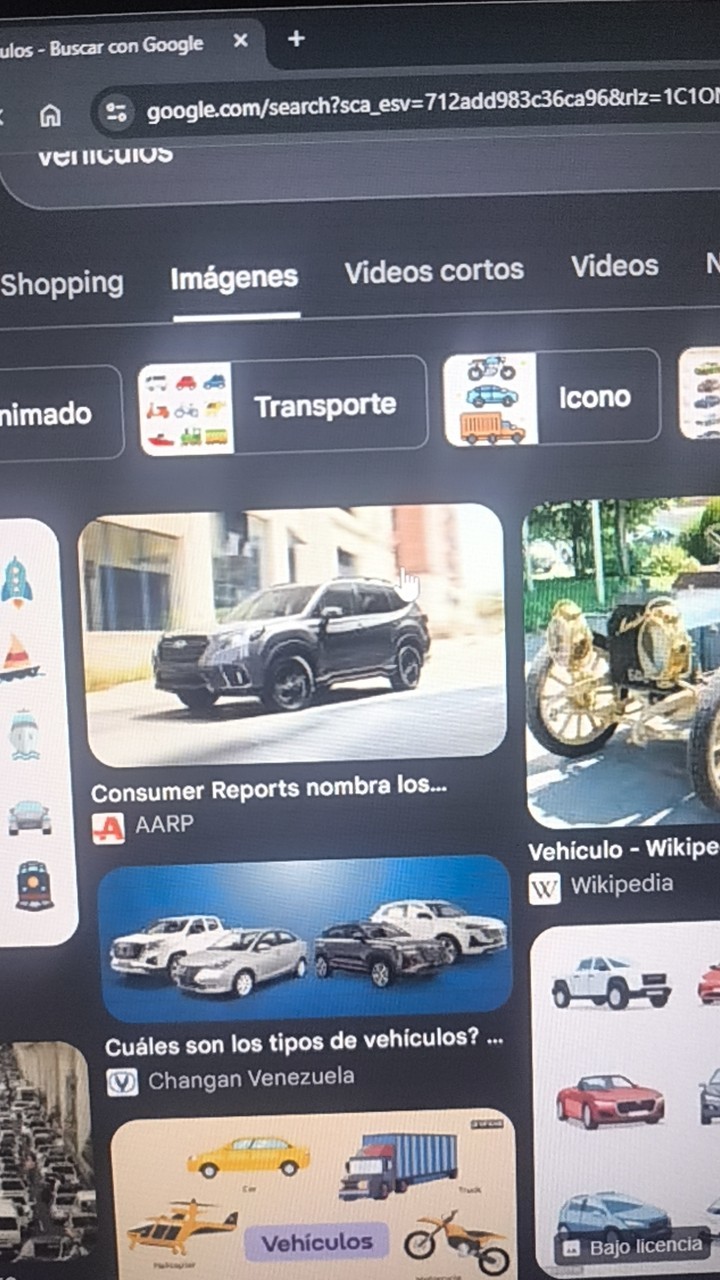 ulos - Buscar con Google
google.com/search?sca_esv=712add983c36ca96&rlz=1C1O
vehículos
Shopping Imágenes Videos cortos Videos N
nimado Transporte Icono
Consumer Reports nombra los...
AARP
Vehículo - Wikipe
W Wikipedia
Cuáles son los tipos de vehículos? ...
Changan Venezuela
Car
Truck
Helicopter
Vehículos
Bajo licencia